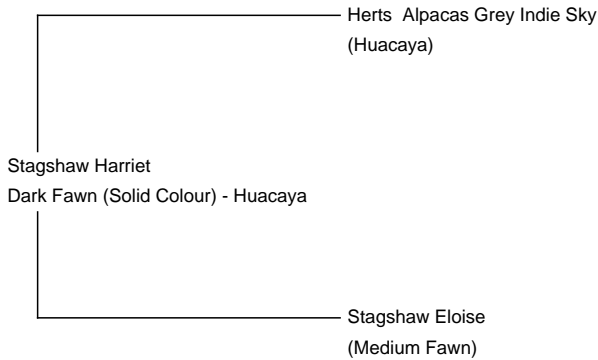 Herts Alpacas Grey Indie Sky
(Huacaya)
Stagshaw Harriet
Dark Fawn (Solid Colour) - Huacaya
Stagshaw Eloise
(Medium Fawn)